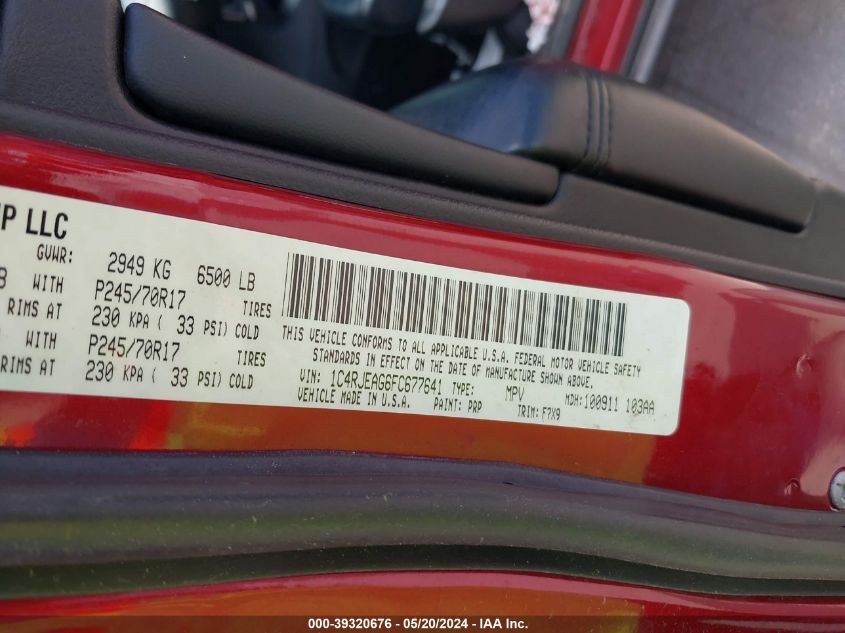 P LLC
GVWR: 2949 KG 6500 LB
WITH P245/70R17 TIRES
RIMS AT 230 KPA ( 33 PSI) COLD
WITH P245/70R17 TIRES
RIMS AT 230 KPA ( 33 PSI) COLD
THIS VEHICLE CONFORMS TO ALL APPLICABLE U.S.A. FEDERAL MOTOR VEHICLE SAFETY
STANDARDS IN EFFECT ON THE DATE OF MANUFACTURE SHOWN ABOVE.
VIN: 1C4RJEAG6FC677641 TYPE: MPV MDH:100911 103AA
VEHICLE MADE IN U.S.A. PAINT: PRP TRIM: F7X9
000-39320676 - 05/20/2024 - IAA Inc.